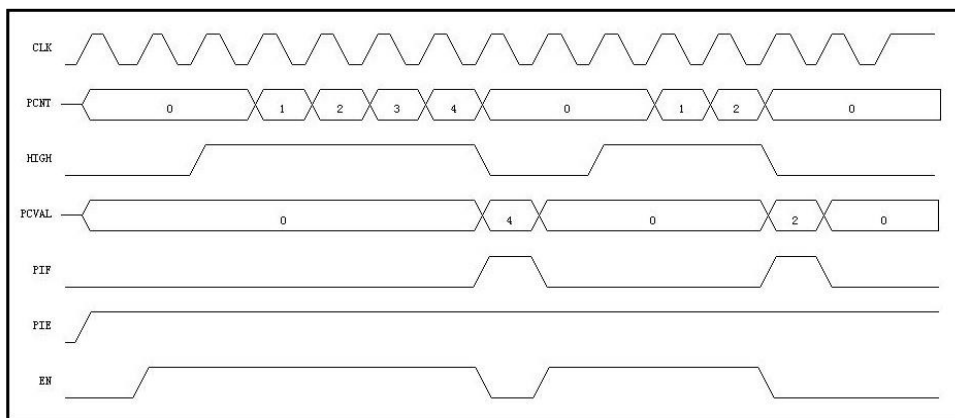 CLK
PCNT 0 1 2 3 4 0 1 2 0
HIGH
PCVAL 0 4 0 2 0
PIF
PIE
EN